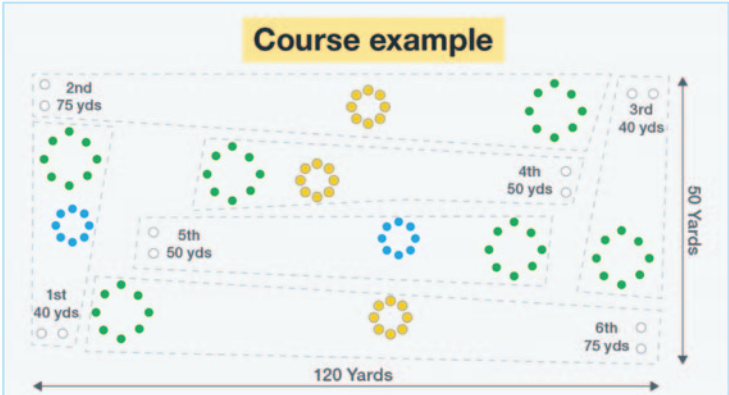 Course example
2nd
75 yds
3rd
40 yds
4th
50 yds
5th
50 yds
1st
40 yds
6th
75 yds
50 Yards
120 Yards